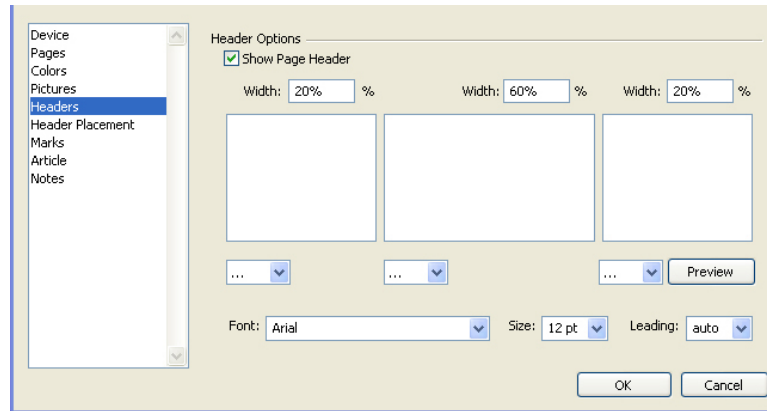 Device
Pages
Colors
Pictures
Headers
Header Placement
Marks
Article
Notes
Header Options
Show Page Header
Width: 20% % Width: 60% % Width: 20% %
... ... ... Preview
Font: Arial Size: 12 pt Leading: auto
OK Cancel